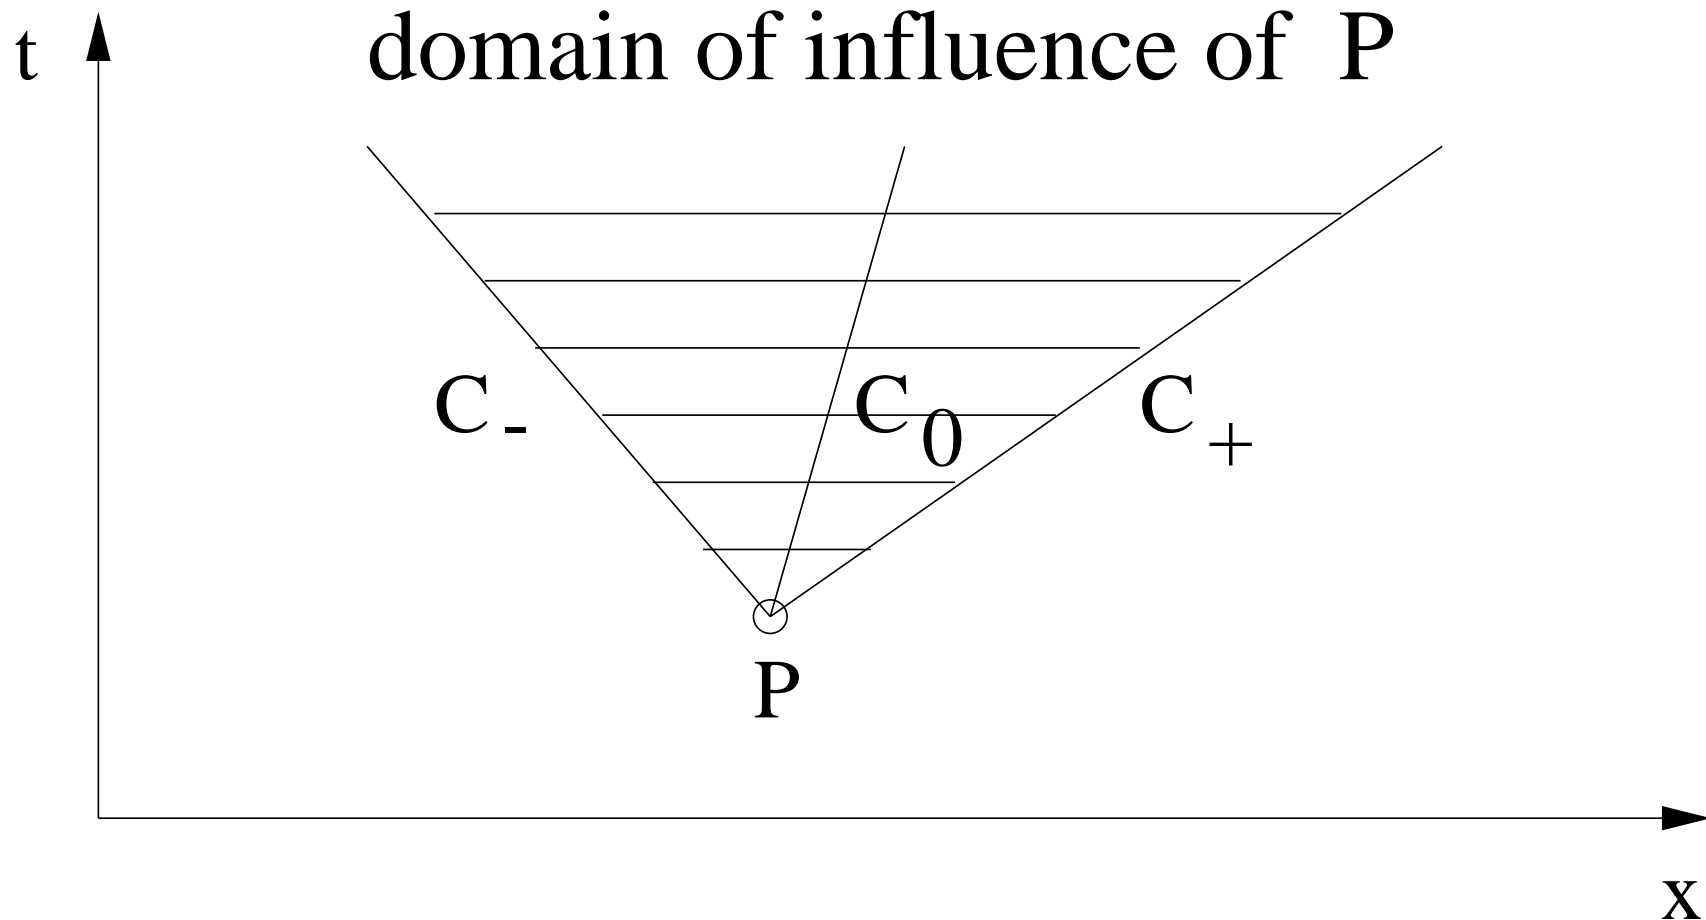 t
domain of influence of P
C- C0 C+
P
x